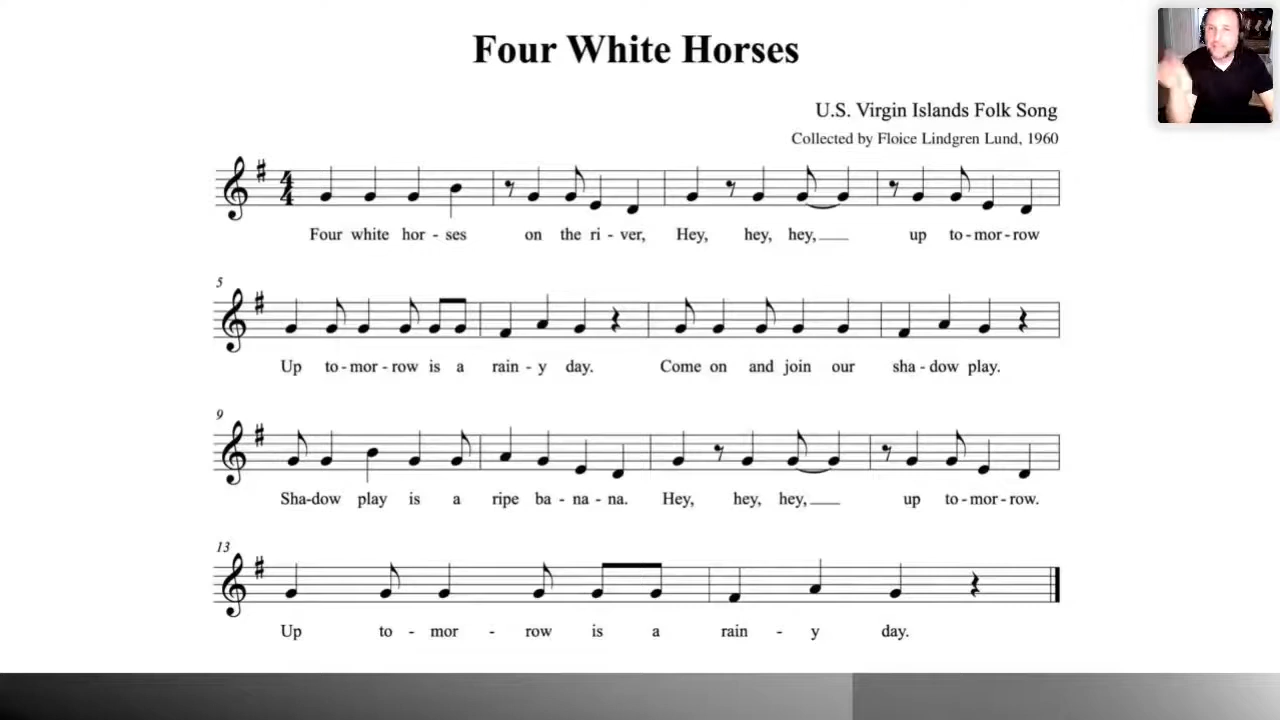 Four White Horses
U.S. Virgin Islands Folk Song
Collected by Floice Lindgren Lund, 1960
4
4
Four white hor - ses on the ri - ver, Hey, hey, hey, up to - mor - row
5
Up to - mor - row is a rain - y day. Come on and join our sha - dow play.
9
Sha-dow play is a ripe ba - na - na. Hey, hey, hey, up to - mor - row.
13
Up to - mor - row is a rain - y day.